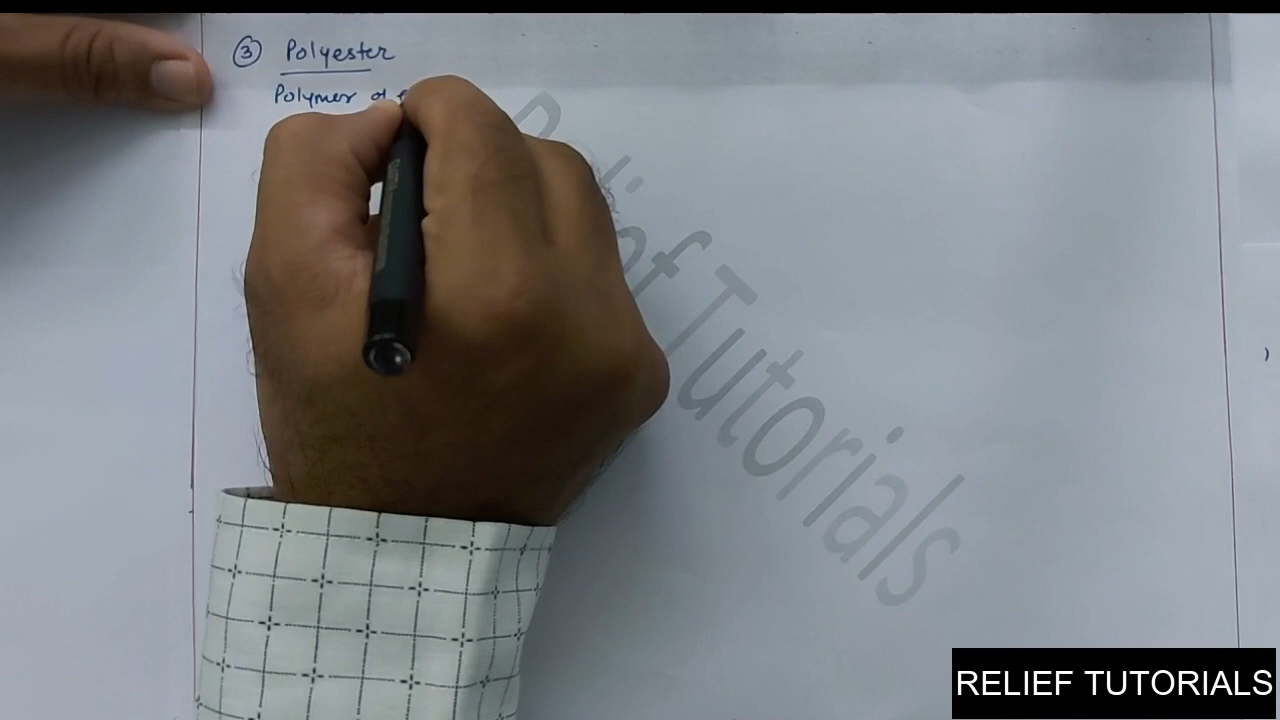 ③ Polyester
Polymer of
Relief Tutorials
RELIEF TUTORIALS